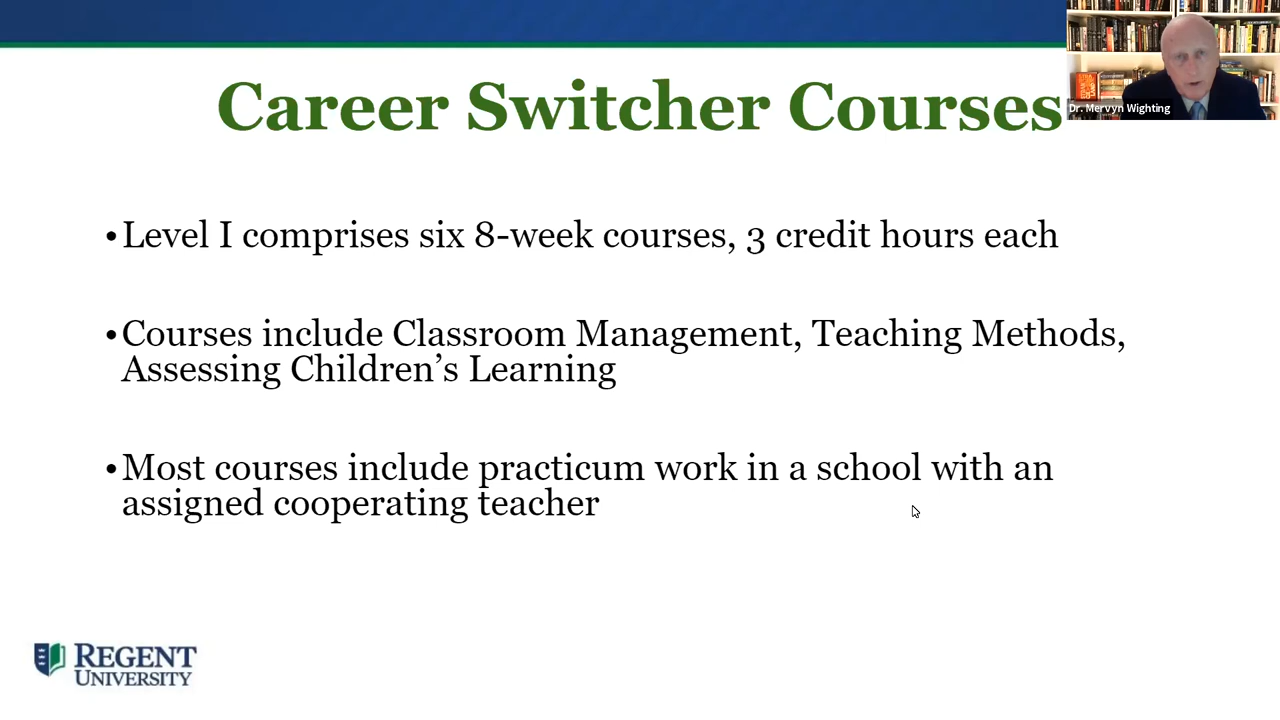 Career Switcher Courses
Dr. Mervyn Wighting
•Level I comprises six 8-week courses, 3 credit hours each
•Courses include Classroom Management, Teaching Methods,
Assessing Children's Learning
•Most courses include practicum work in a school with an
assigned cooperating teacher
REGENT
UNIVERSITY